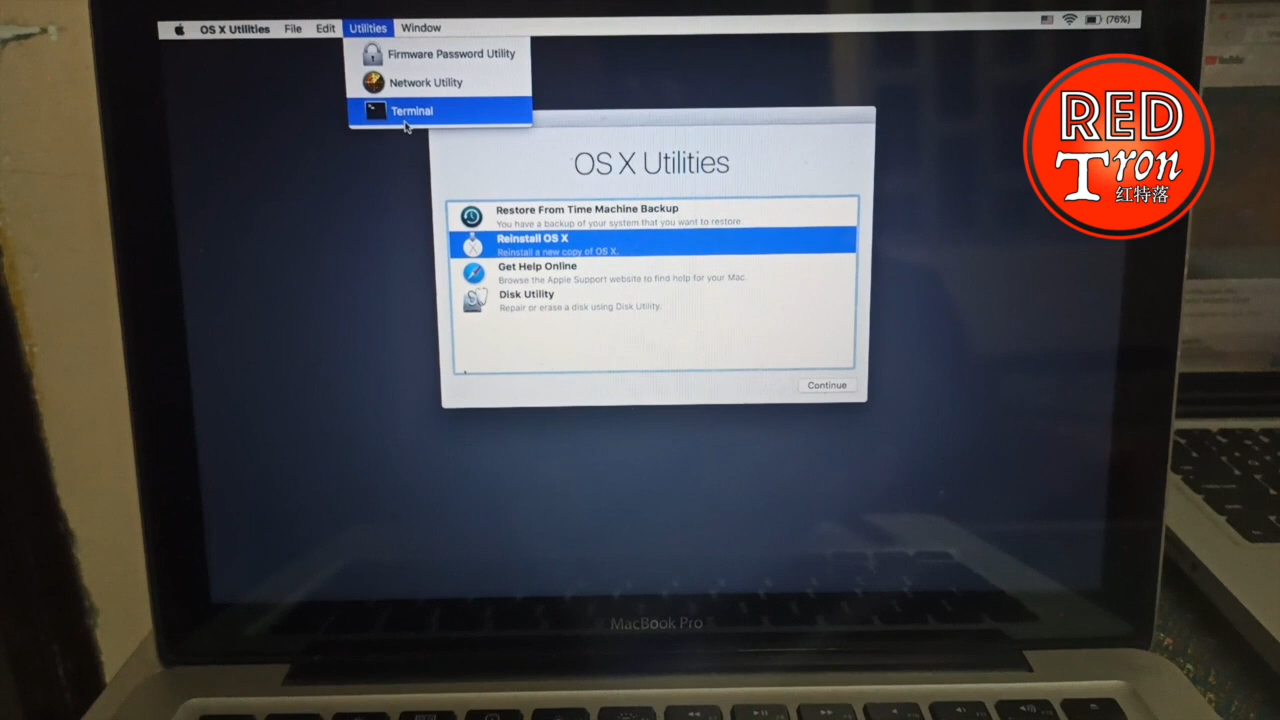 OS X Utilities File Edit Utilities Window (76%)
Firmware Password Utility
Network Utility
Terminal
OS X Utilities
Restore From Time Machine Backup
You have a backup of your system that you want to restore.
Reinstall OS X
Reinstall a new copy of OS X.
Get Help Online
Browse the Apple Support website to find help for your Mac.
Disk Utility
Repair or erase a disk using Disk Utility.
Continue
MacBook Pro
YouTube
RED
Tron
红特落